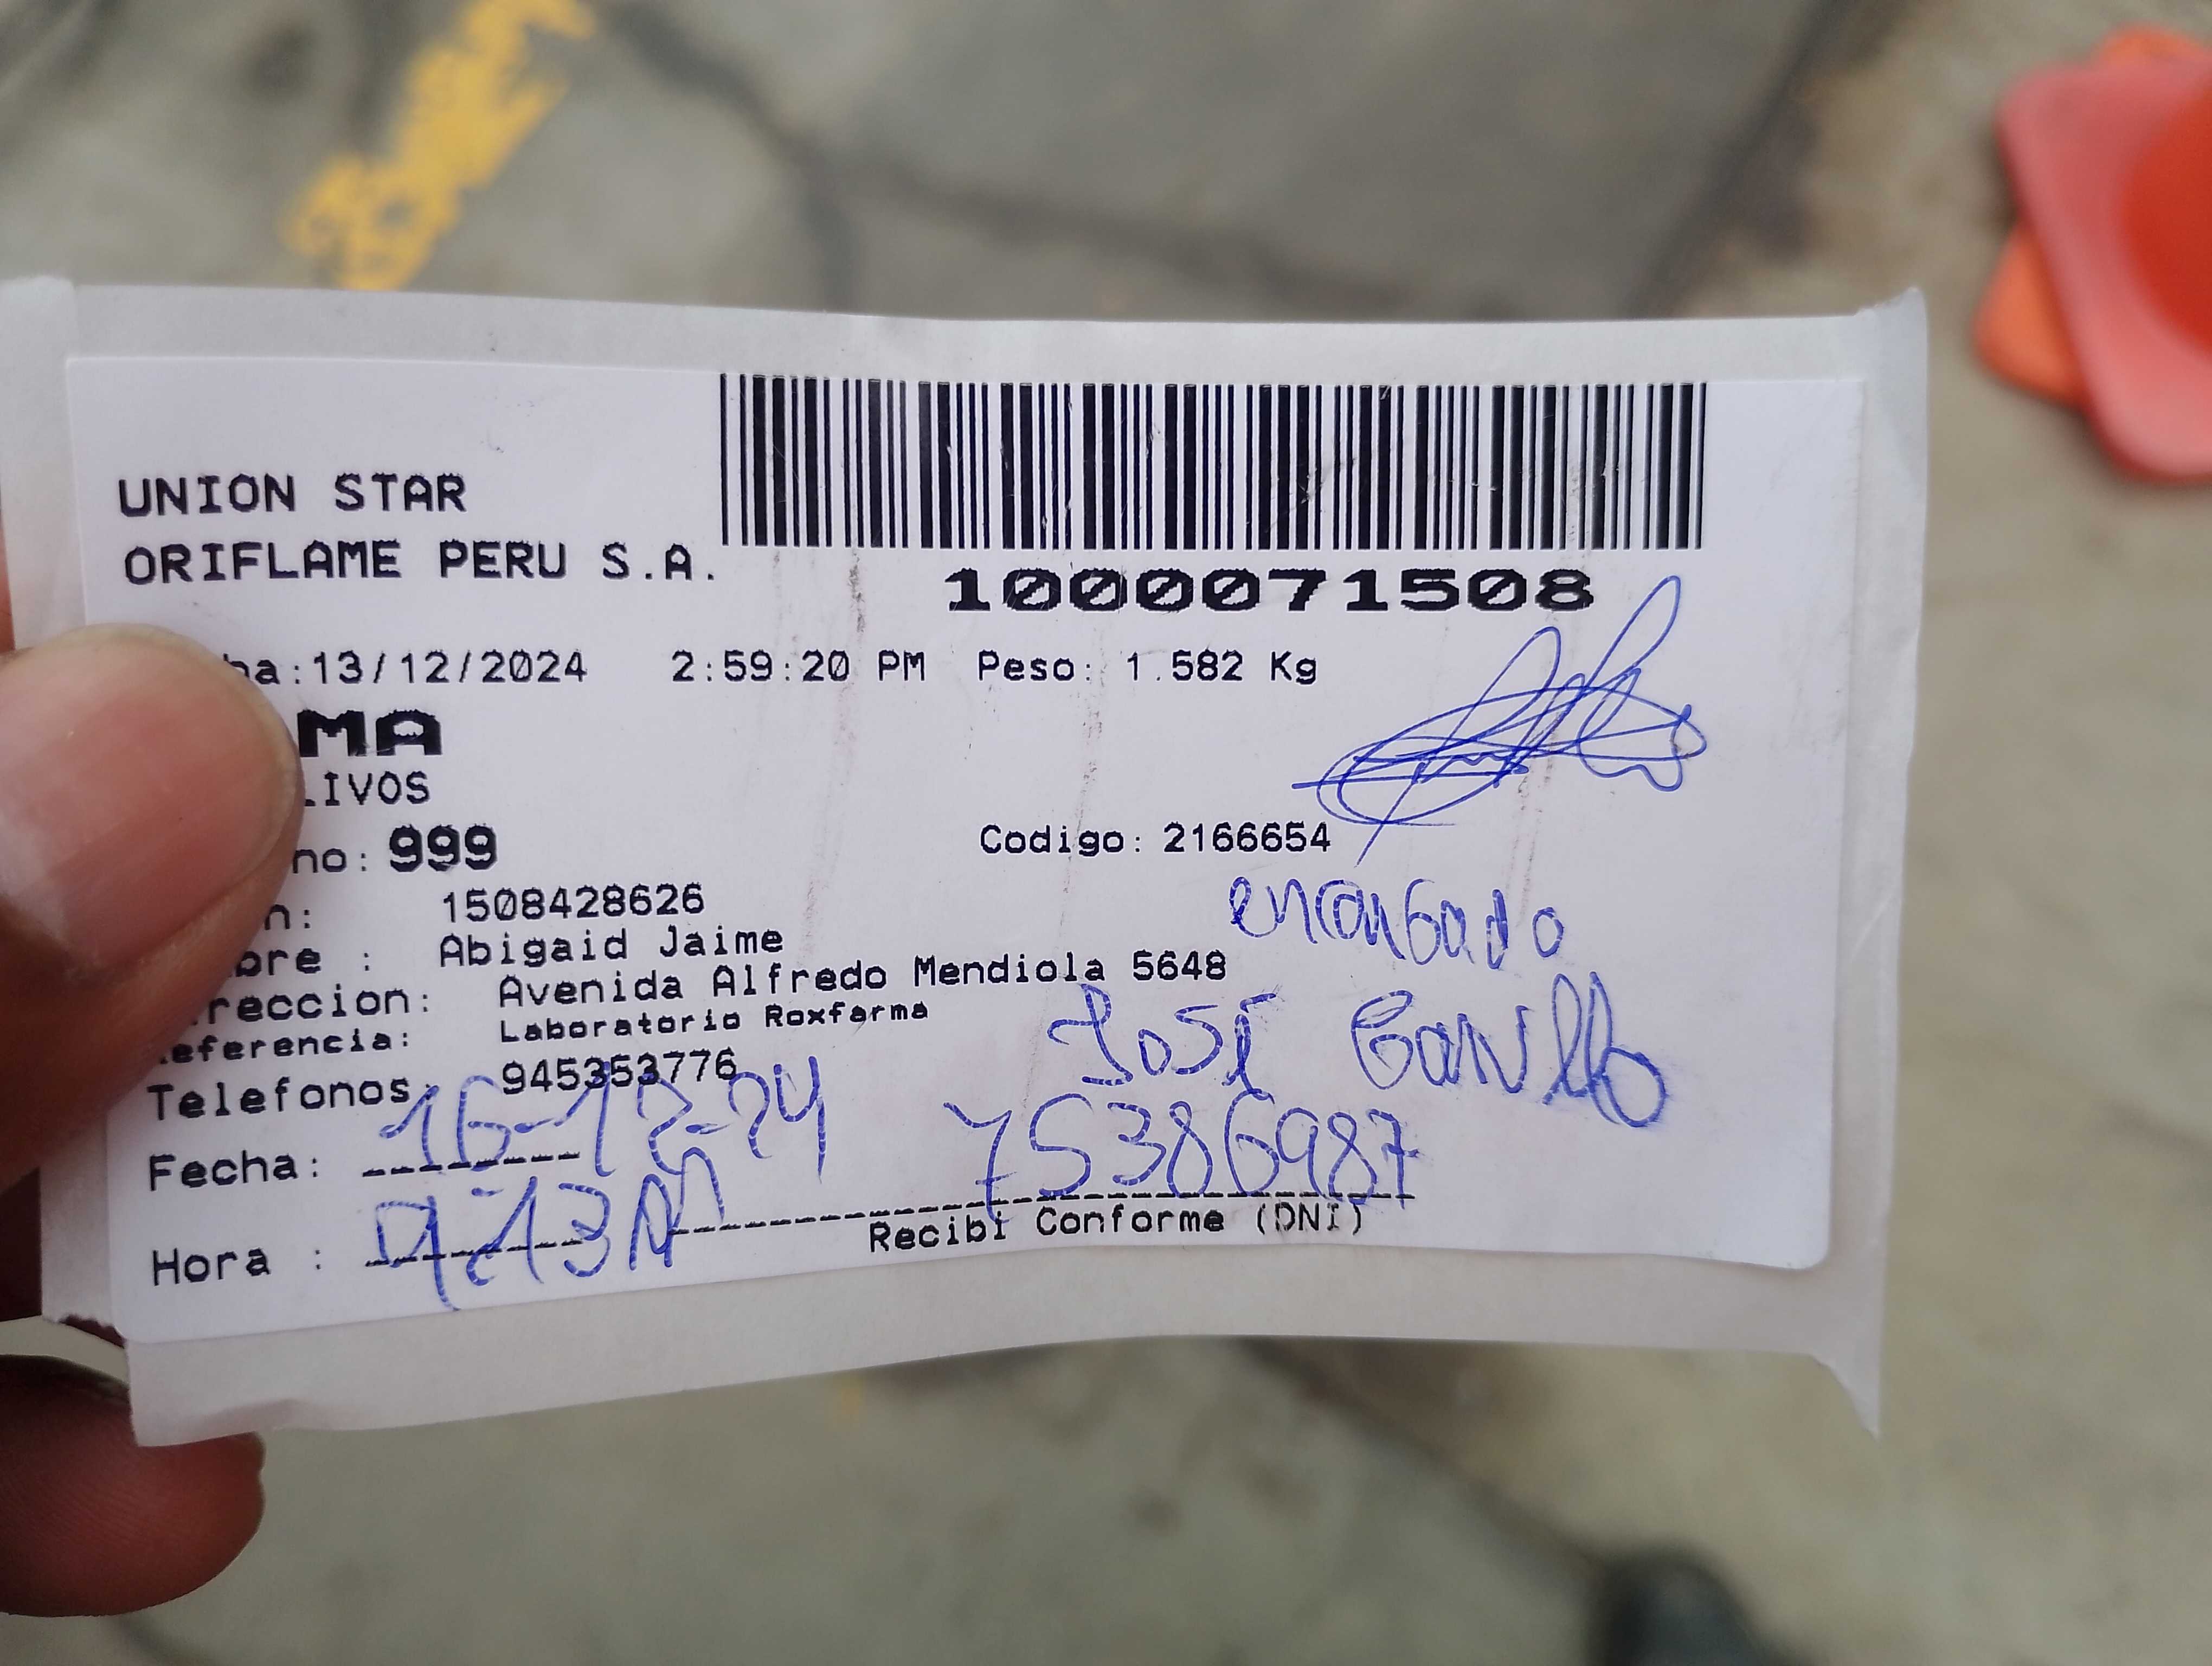 UNION STAR
ORIFLAME PERU S.A.
1000071508
ha:13/12/2024 2:59:20 PM Peso: 1.582 Kg
MA
LIVOS
no: 999 Codigo: 2166654
n: 1508428626
encargado
bre : Abigaid Jaime
reccion: Avenida Alfredo Mendiola 5648
eferencia: Laboratorio Roxfarma
José
Telefonos: 945353776
Fecha: 16-12-24 75386987
Hora :
Recibi Conforme (DNI)